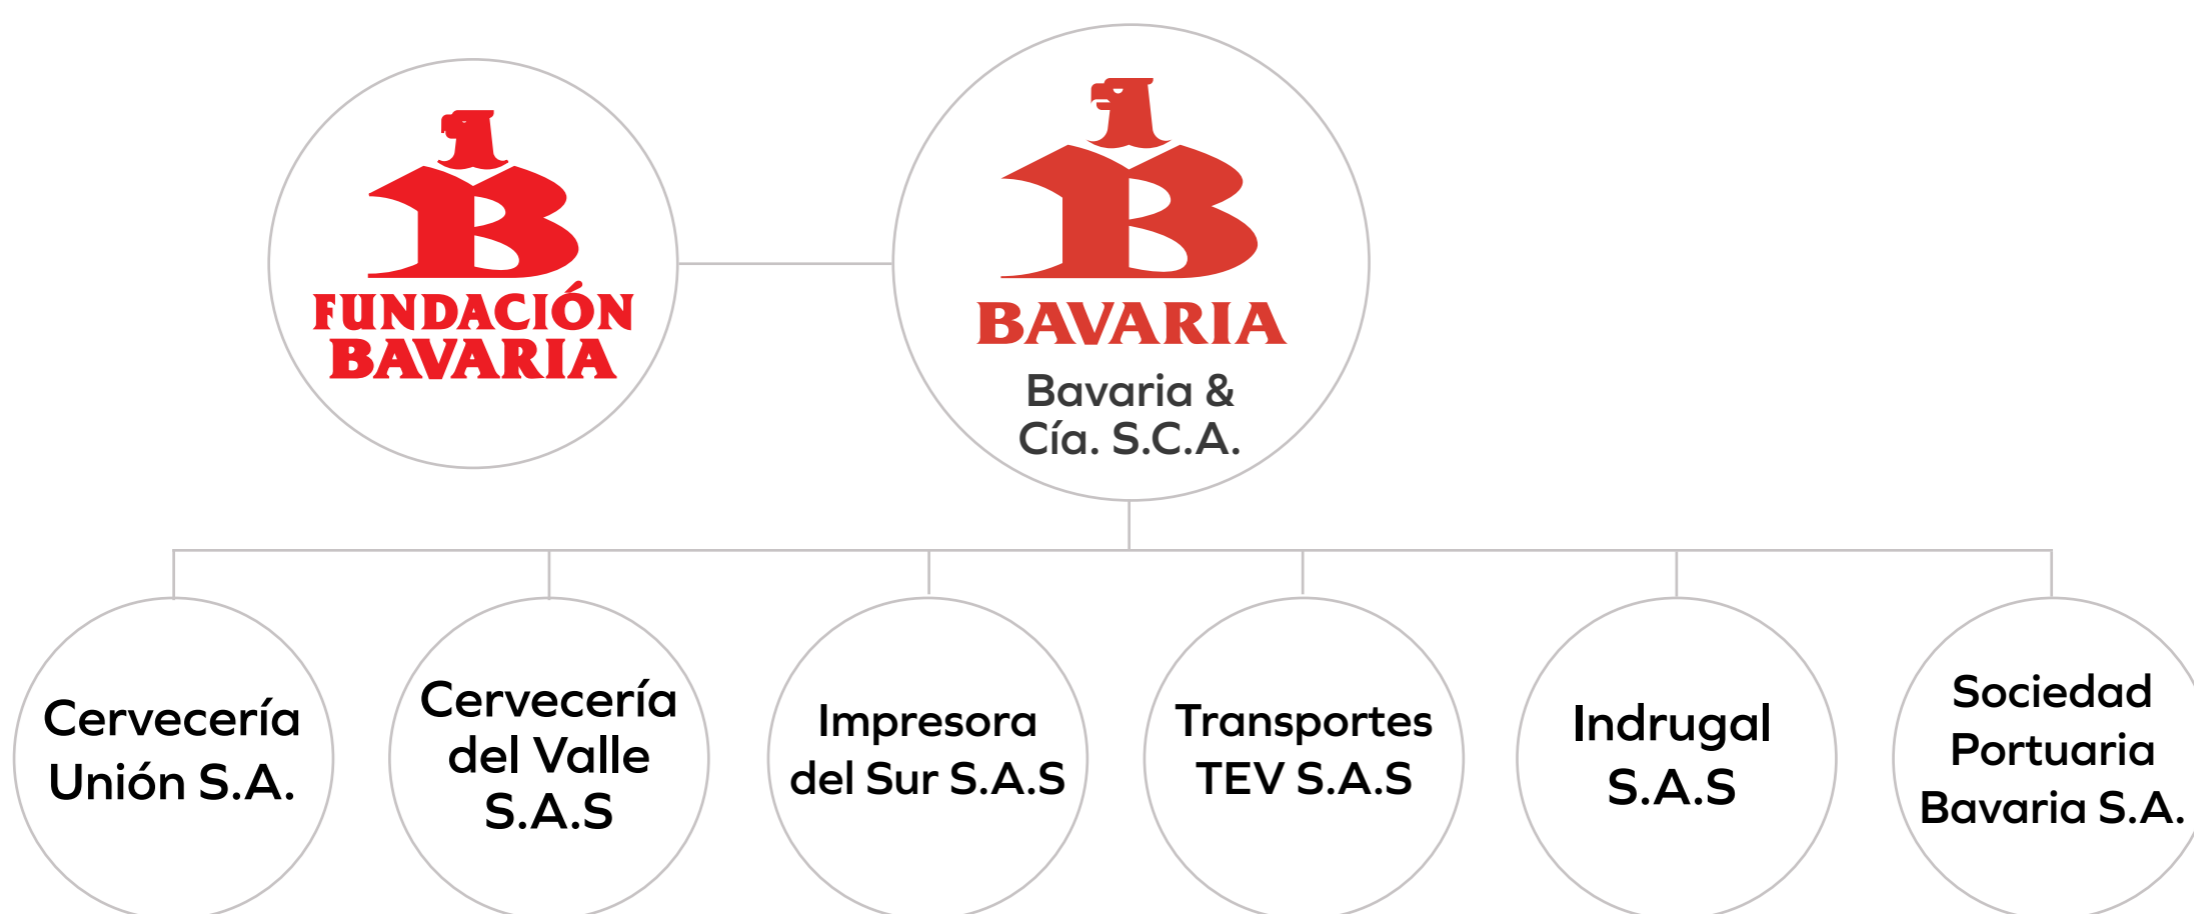 FUNDACIÓN
BAVARIA
BAVARIA
Bavaria &
Cía. S.C.A.
Cervecería
Unión S.A.
Cervecería
del Valle
S.A.S
Impresora
del Sur S.A.S
Transportes
TEV S.A.S
Indrugal
S.A.S
Sociedad
Portuaria
Bavaria S.A.